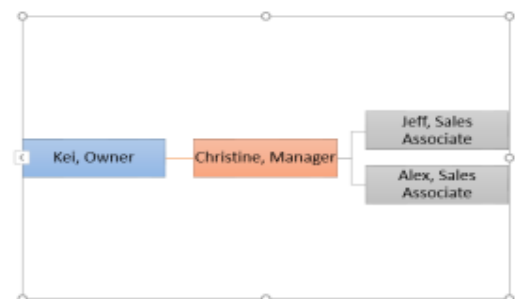 Kei, Owner
Christine, Manager
Jeff, Sales
Associate
Alex, Sales
Associate